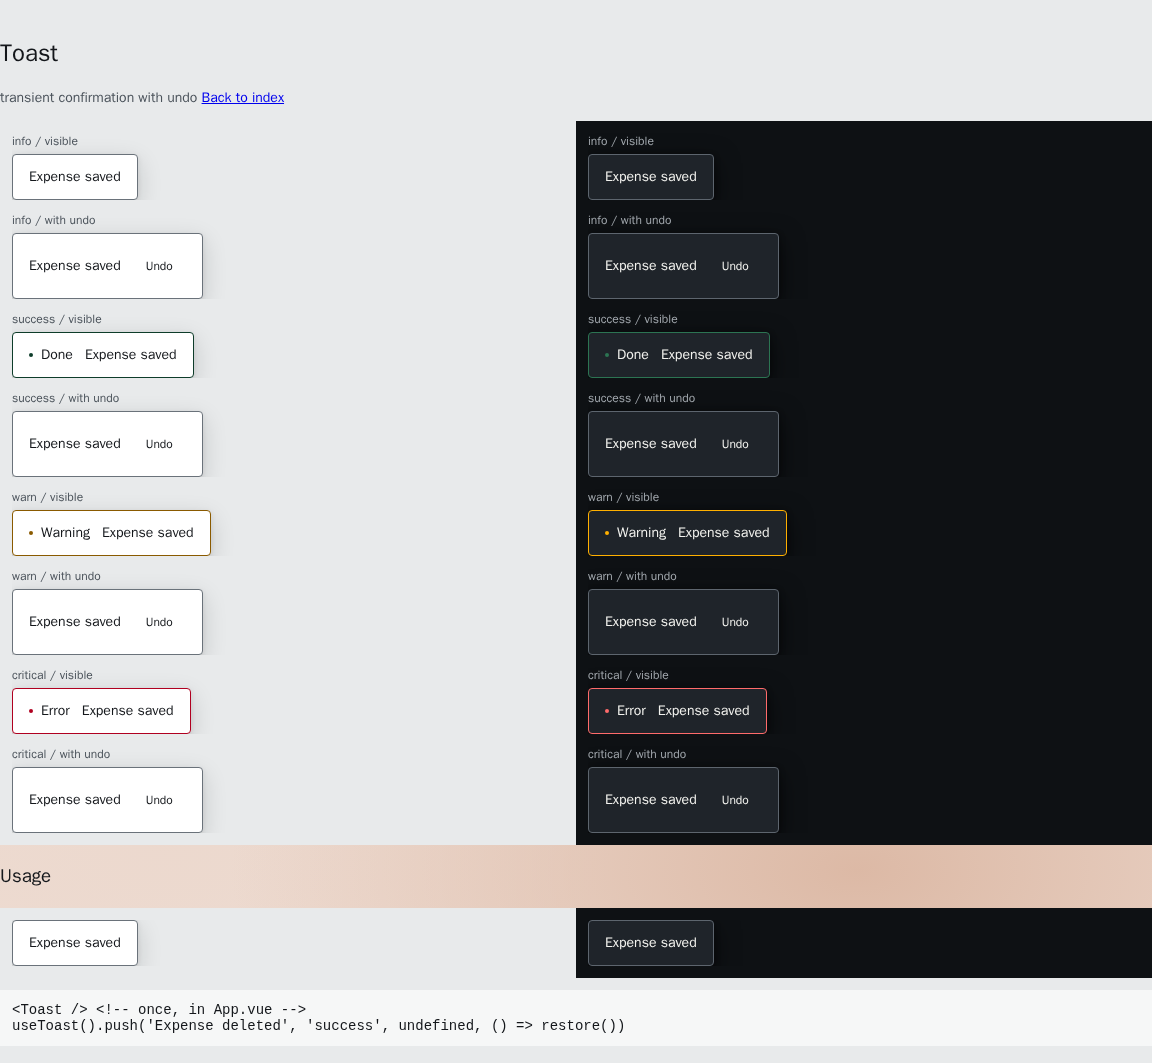 Toast
transient confirmation with undo Back to index
info / visible
Expense saved
info / with undo
Expense saved Undo
success / visible
Done Expense saved
success / with undo
Expense saved Undo
warn / visible
Warning Expense saved
warn / with undo
Expense saved Undo
critical / visible
Error Expense saved
critical / with undo
Expense saved Undo
info / visible
Expense saved
info / with undo
Expense saved Undo
success / visible
Done Expense saved
success / with undo
Expense saved Undo
warn / visible
Warning Expense saved
warn / with undo
Expense saved Undo
critical / visible
Error Expense saved
critical / with undo
Expense saved Undo
Usage
Expense saved
Expense saved
<Toast /> <!-- once, in App.vue -->
useToast().push('Expense deleted', 'success', undefined, () => restore())